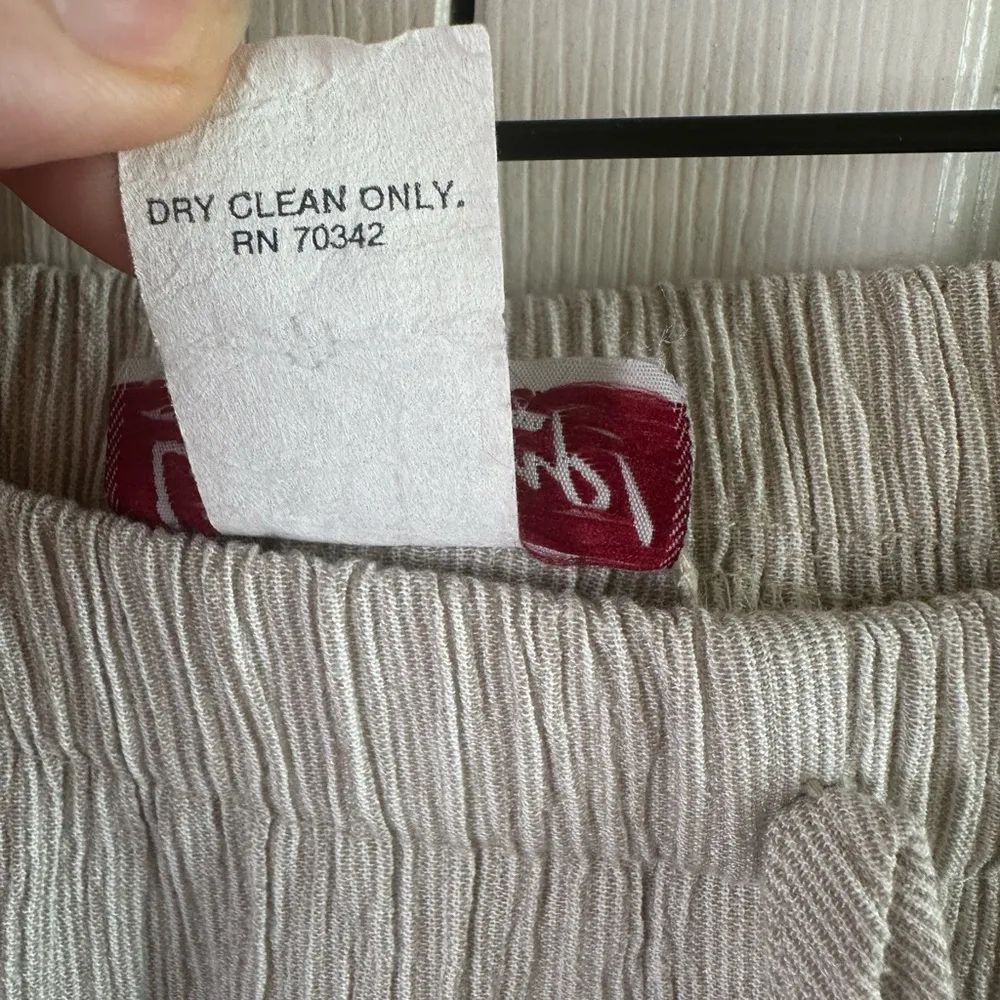 DRY CLEAN ONLY.
RN 70342